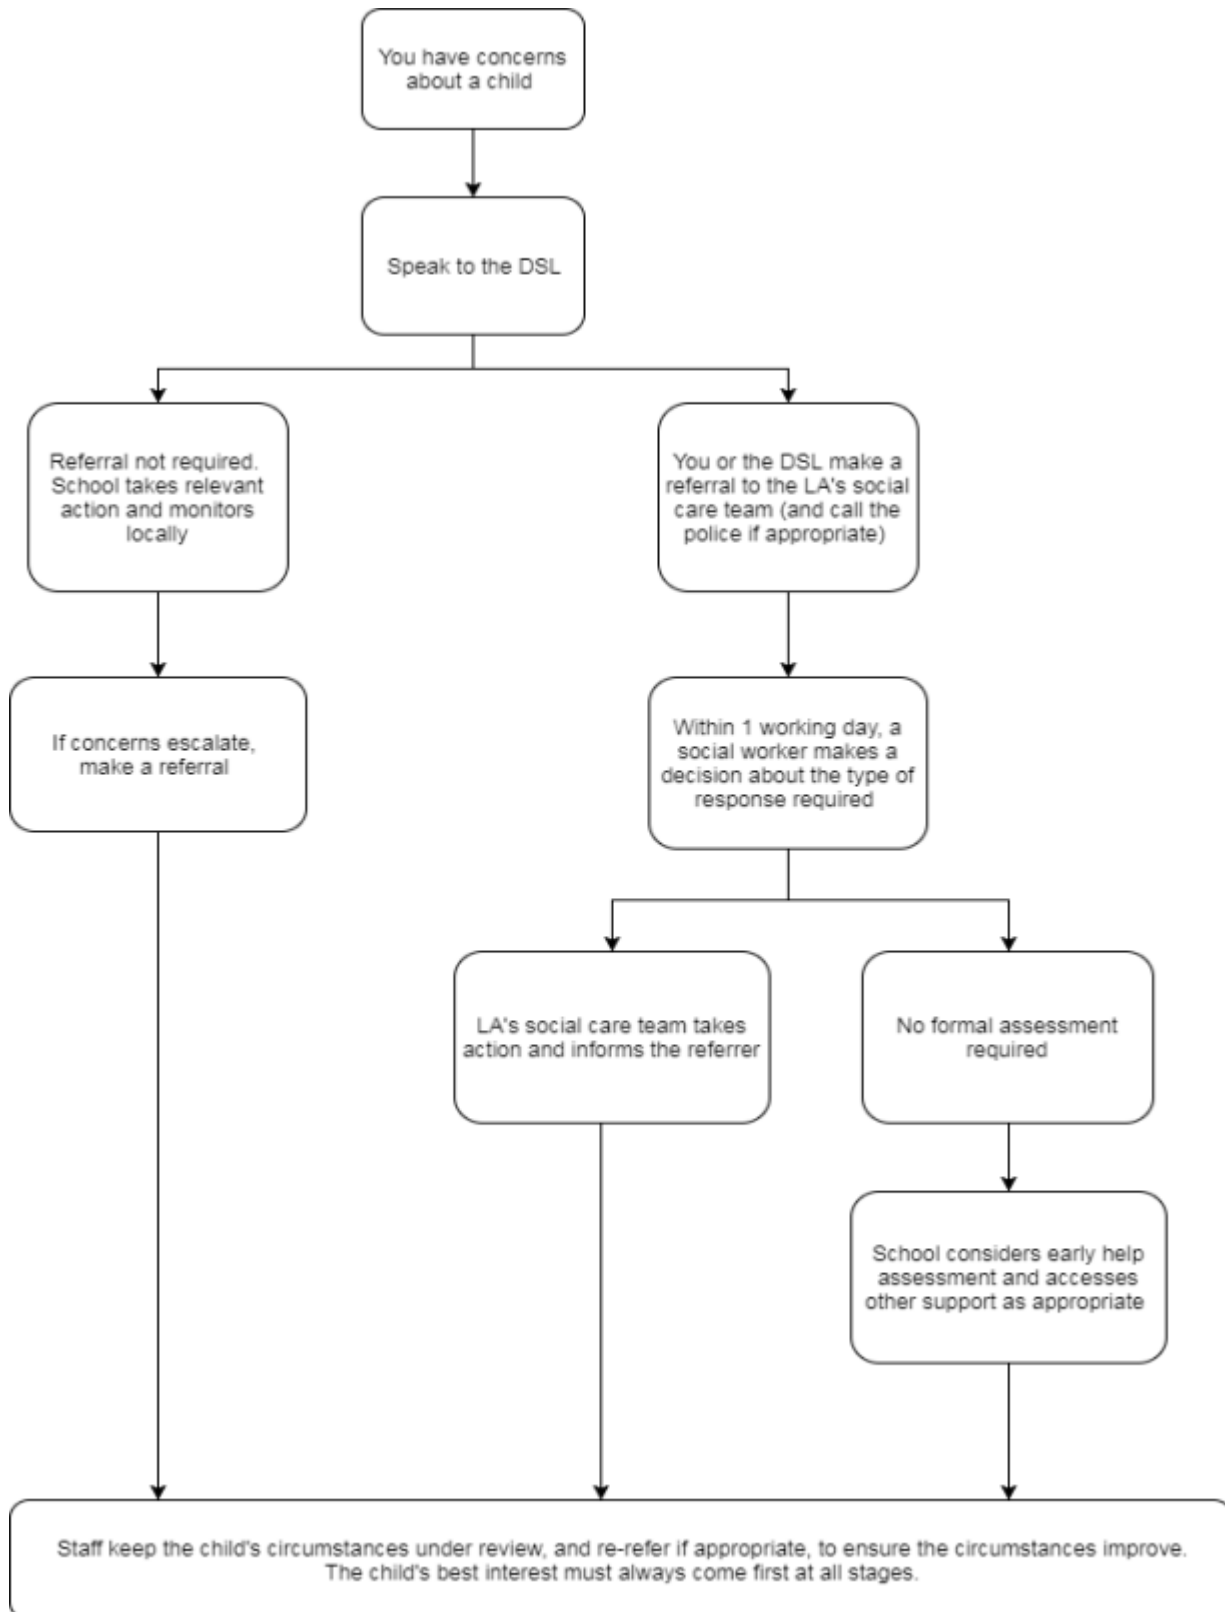 You have concerns
about a child
Speak to the DSL
Referral not required.
School takes relevant
action and monitors
locally
You or the DSL make a
referral to the LA's social
care team (and call the
police if appropriate)
If concerns escalate,
make a referral
Within 1 working day, a
social worker makes a
decision about the type of
response required
LA's social care team takes
action and informs the referrer
No formal assessment
required
School considers early help
assessment and accesses
other support as appropriate
Staff keep the child's circumstances under review, and re-refer if appropriate, to ensure the circumstances improve.
The child's best interest must always come first at all stages.